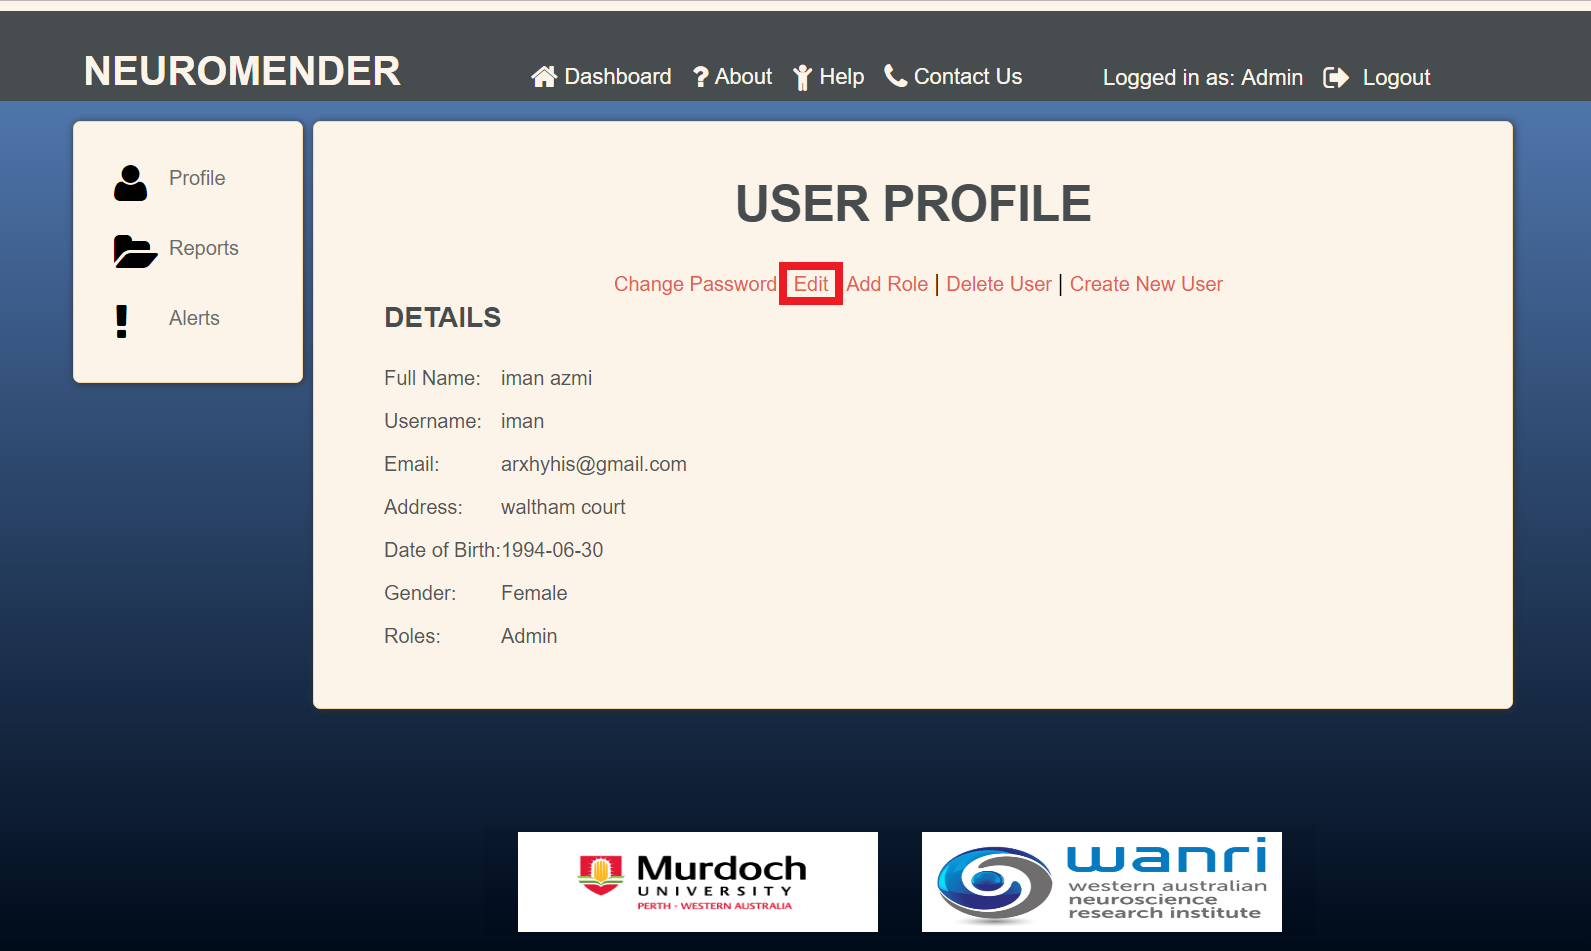 NEUROMENDER
Dashboard ? About Help Contact Us
Logged in as: Admin Logout
Profile
Reports
Alerts
USER PROFILE
Change Password Edit Add Role | Delete User | Create New User
DETAILS
Full Name: iman azmi
Username: iman
Email: arxhyhis@gmail.com
Address: waltham court
Date of Birth:1994-06-30
Gender: Female
Roles: Admin
Murdoch
UNIVERSITY
PERTH - WESTERN AUSTRALIA
wanri
western australian
neuroscience
research institute